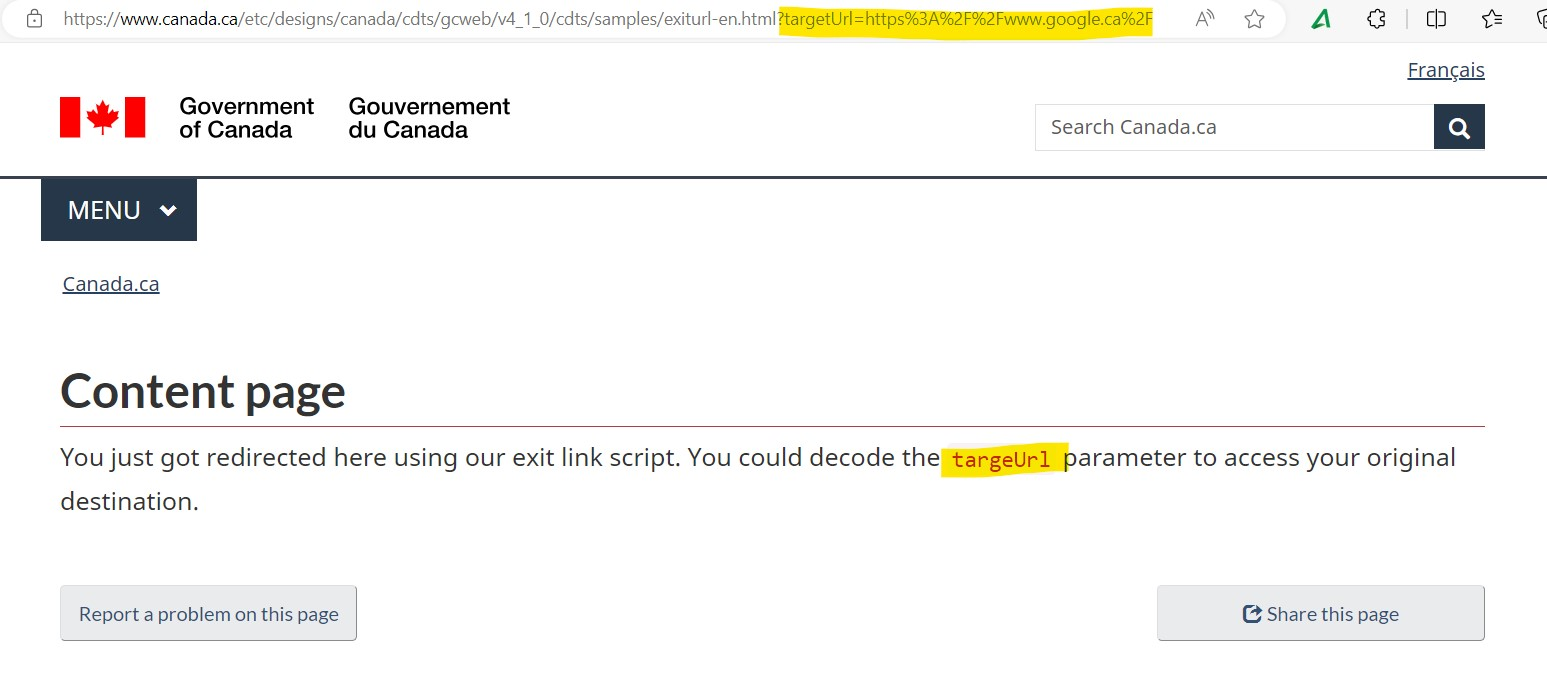 https://www.canada.ca/etc/designs/canada/cdts/gcweb/v4_1_0/cdts/samples/exiturl-en.html?targetUrl=https%3A%2F%2Fwww.google.ca%2F
Français
Government of Canada
Gouvernement du Canada
Search Canada.ca
MENU
Canada.ca
Content page
You just got redirected here using our exit link script. You could decode the targeUrl parameter to access your original
destination.
Report a problem on this page
Share this page